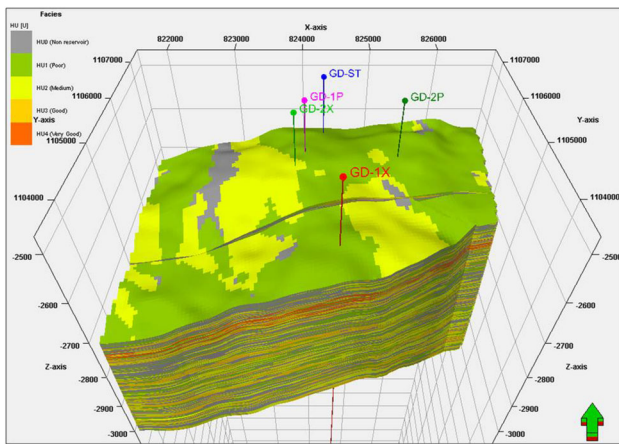 Facies
HU [U]
HU0 (Non reservoir)
HU1 (Poor)
HU2 (Medium)
HU3 (Good)
HU4 (Very Good)
X-axis
822000
823000
824000
825000
826000
1107000
1106000
Y-axis
1105000
1104000
1107000
1106000
Y-axis
1105000
1104000
GD-ST
GD-1P
GD-2X
GD-2P
GD-1X
-2500
-2600
-2700
Z-axis
-2800
-2900
-3000
-2500
-2600
-2700
Z-axis
-2800
-2900
-3000